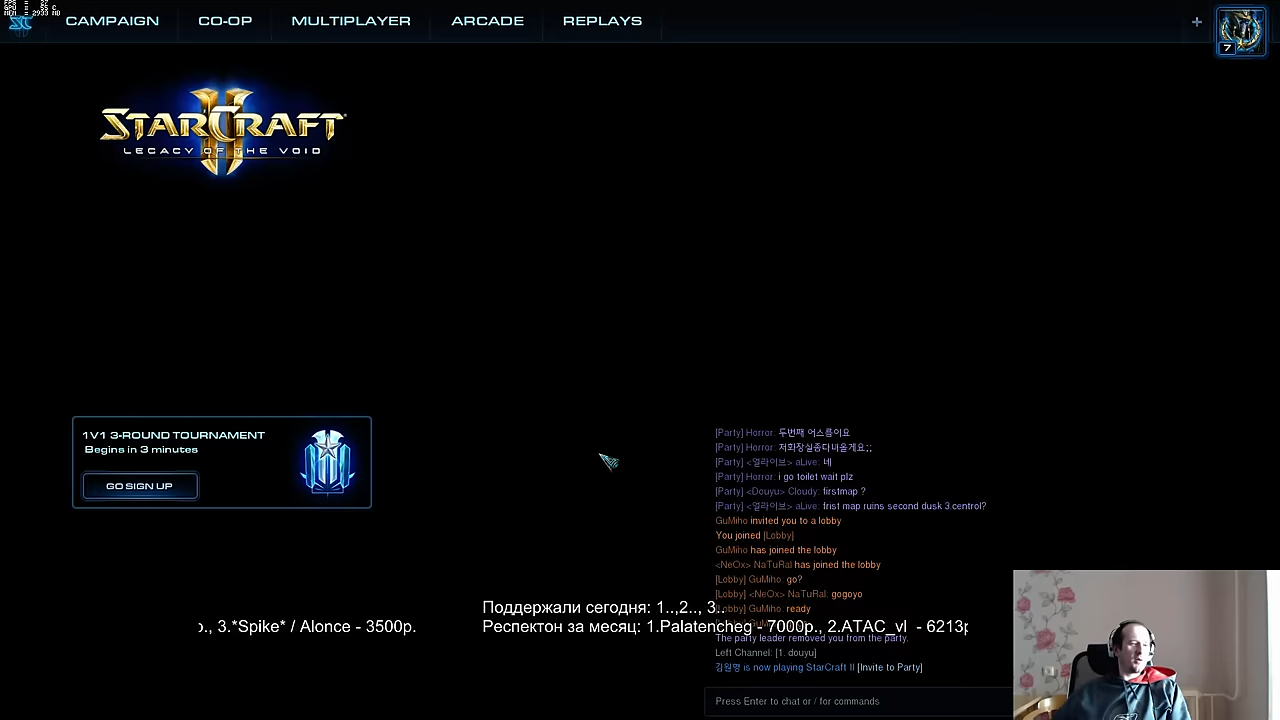 CAMPAIGN
CO-OP
MULTIPLAYER
ARCADE
REPLAYS
7
STARCRAFT
II
LEGACY OF THE VOID
1V1 3-ROUND TOURNAMENT
Begins in 3 minutes
GO SIGN UP
[Party] Horror: 두번째 어스름이요
[Party] Horror: 저화장실좀다녀올게요;;
[Party] <얼라이브> aLive: 네
[Party] Horror: i go toilet wait plz
[Party] <Douyu> Cloudy: firstmap ?
[Party] <얼라이브> aLive: frist map ruins second dusk 3.centrol?
GuMiho invited you to a lobby
You joined [Lobby]
GuMiho has joined the lobby
<NeOx> NaTuRal has joined the lobby
[Lobby] GuMiho: go?
[Lobby] <NeOx> NaTuRal: gogoyo
[Lobby] GuMiho: ready
Поддержали сегодня: 1..,2.., 3..
р., 3.*Spike* / Alonce - 3500р.
Респектон за месяц: 1.Palatencheg - 7000р., 2.ATAC_vl - 6213р
The party leader removed you from the party.
Left Channel: [1. douyu]
김원형 is now playing StarCraft II [Invite to Party]
Press Enter to chat or / for commands